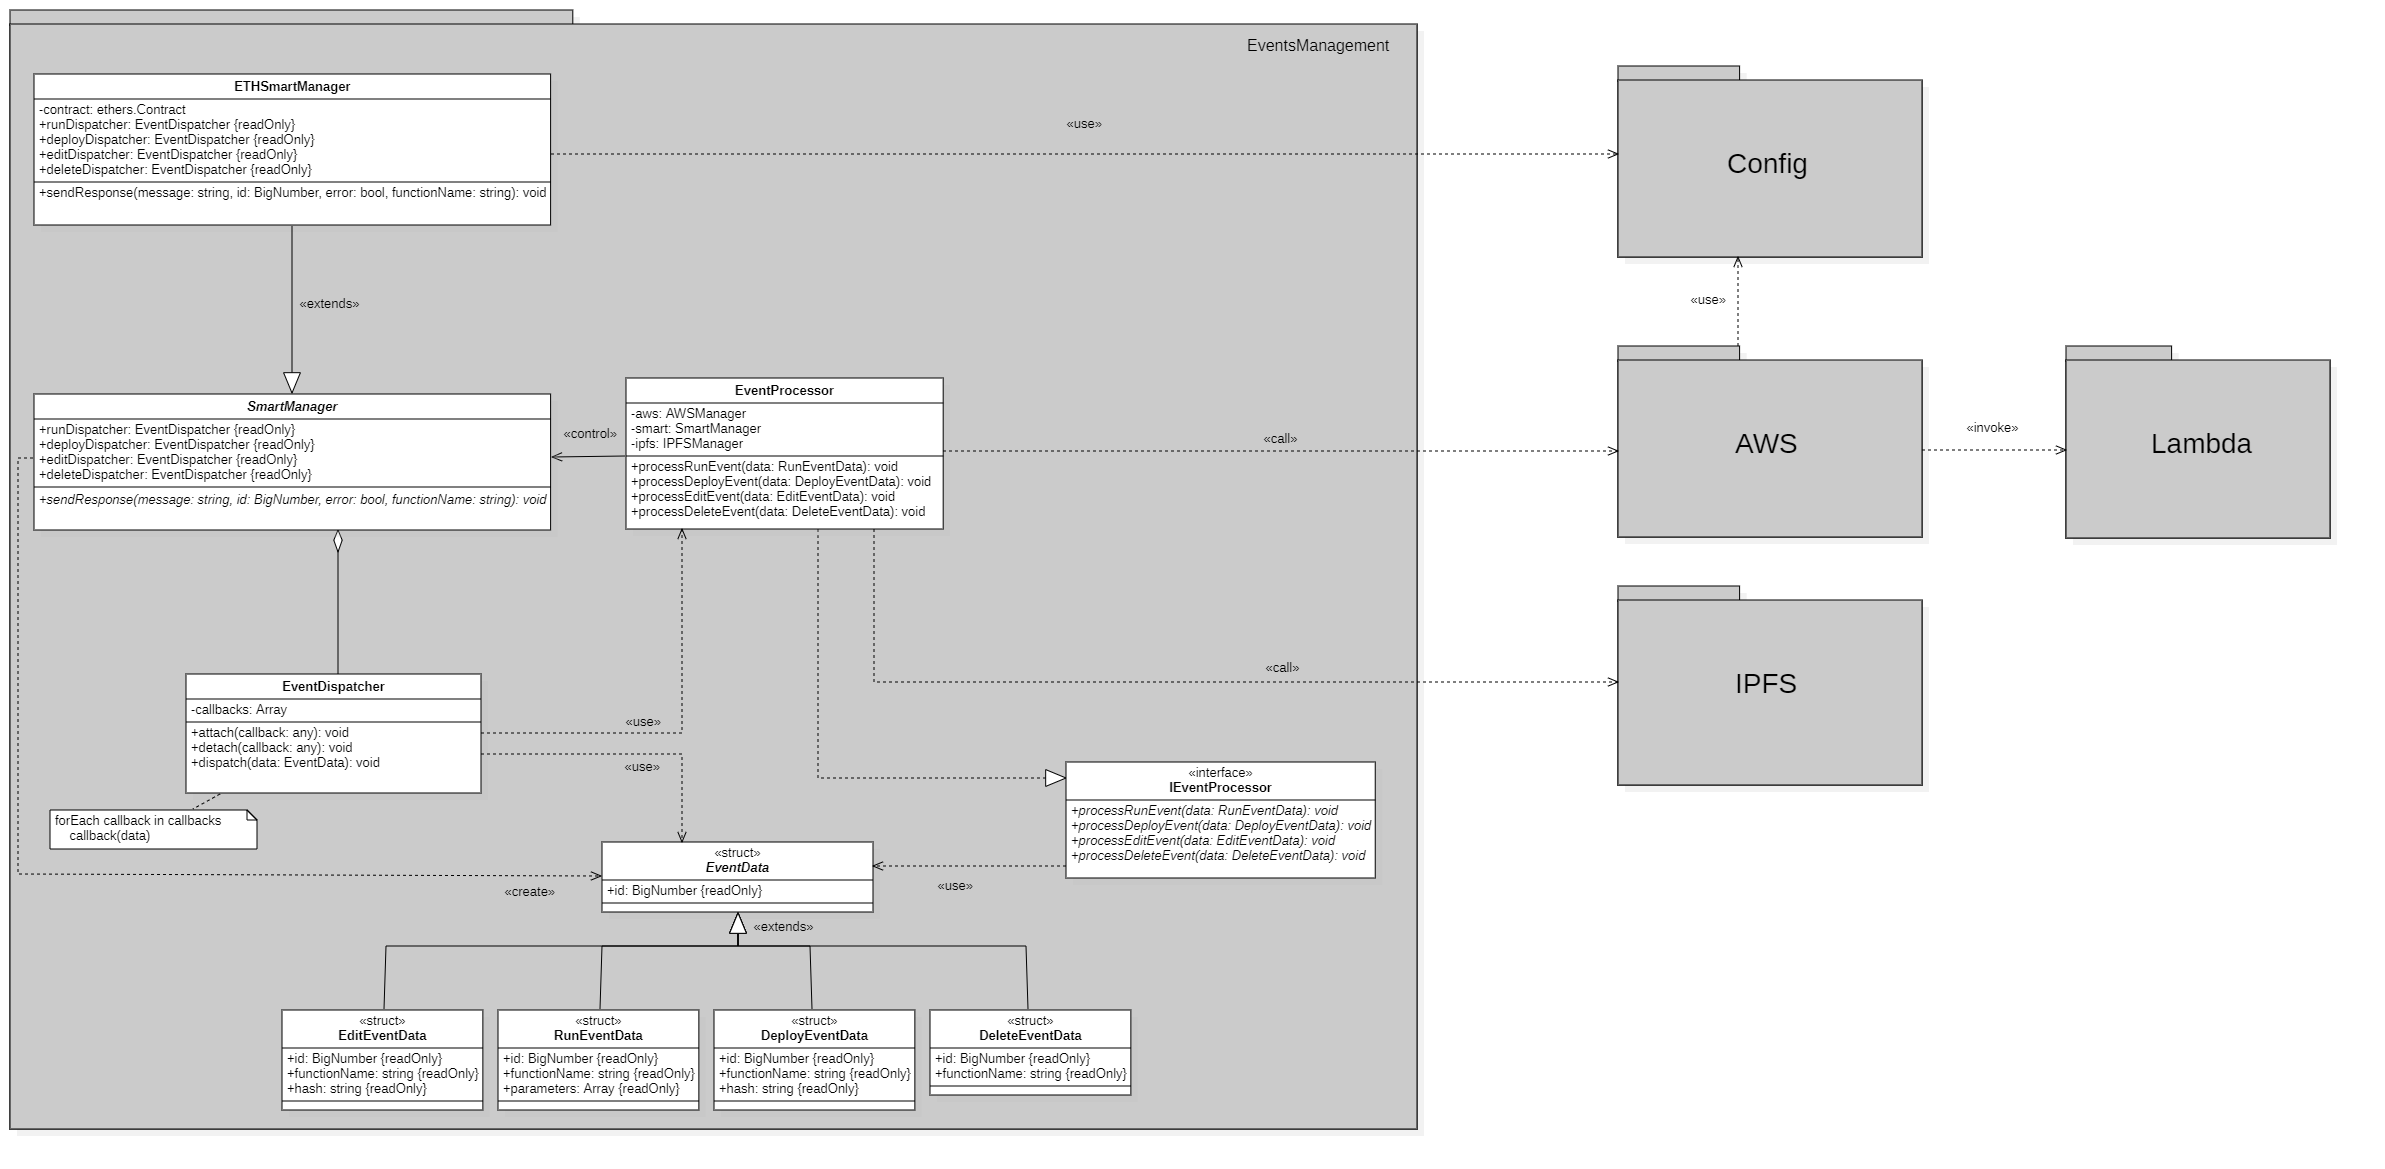 EventsManagement
ETHSmartManager
-contract: ethers.Contract
+runDispatcher: EventDispatcher {readOnly}
+deployDispatcher: EventDispatcher {readOnly}
+editDispatcher: EventDispatcher {readOnly}
+deleteDispatcher: EventDispatcher {readOnly}
+sendResponse(message: string, id: BigNumber, error: bool, functionName: string): void
«use»
Config
«extends»
«use»
SmartManager
+runDispatcher: EventDispatcher {readOnly}
+deployDispatcher: EventDispatcher {readOnly}
+editDispatcher: EventDispatcher {readOnly}
+deleteDispatcher: EventDispatcher {readOnly}
+sendResponse(message: string, id: BigNumber, error: bool, functionName: string): void
«control»
EventProcessor
-aws: AWSManager
-smart: SmartManager
-ipfs: IPFSManager
+processRunEvent(data: RunEventData): void
+processDeployEvent(data: DeployEventData): void
+processEditEvent(data: EditEventData): void
+processDeleteEvent(data: DeleteEventData): void
«call»
AWS
«invoke»
Lambda
«call»
IPFS
EventDispatcher
-callbacks: Array
+attach(callback: any): void
+detach(callback: any): void
+dispatch(data: EventData): void
«use»
«use»
forEach callback in callbacks
callback(data)
«interface»
IEventProcessor
+processRunEvent(data: RunEventData): void
+processDeployEvent(data: DeployEventData): void
+processEditEvent(data: EditEventData): void
+processDeleteEvent(data: DeleteEventData): void
«struct»
EventData
+id: BigNumber {readOnly}
«create»
«use»
«extends»
«struct»
EditEventData
+id: BigNumber {readOnly}
+functionName: string {readOnly}
+hash: string {readOnly}
«struct»
RunEventData
+id: BigNumber {readOnly}
+functionName: string {readOnly}
+parameters: Array {readOnly}
«struct»
DeployEventData
+id: BigNumber {readOnly}
+functionName: string {readOnly}
+hash: string {readOnly}
«struct»
DeleteEventData
+id: BigNumber {readOnly}
+functionName: string {readOnly}